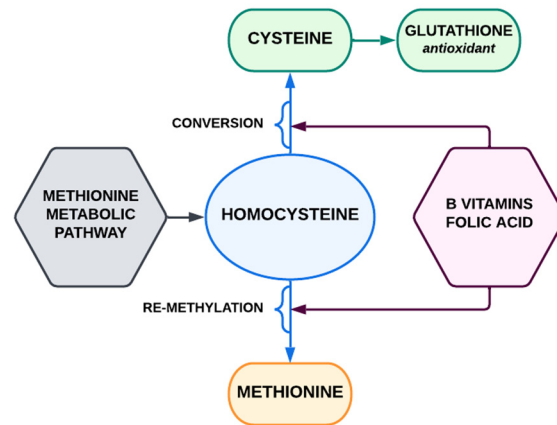 CYSTEINE
GLUTATHIONE
antioxidant
CONVERSION
METHIONINE
METABOLIC
PATHWAY
HOMOCYSTEINE
B VITAMINS
FOLIC ACID
RE-METHYLATION
METHIONINE